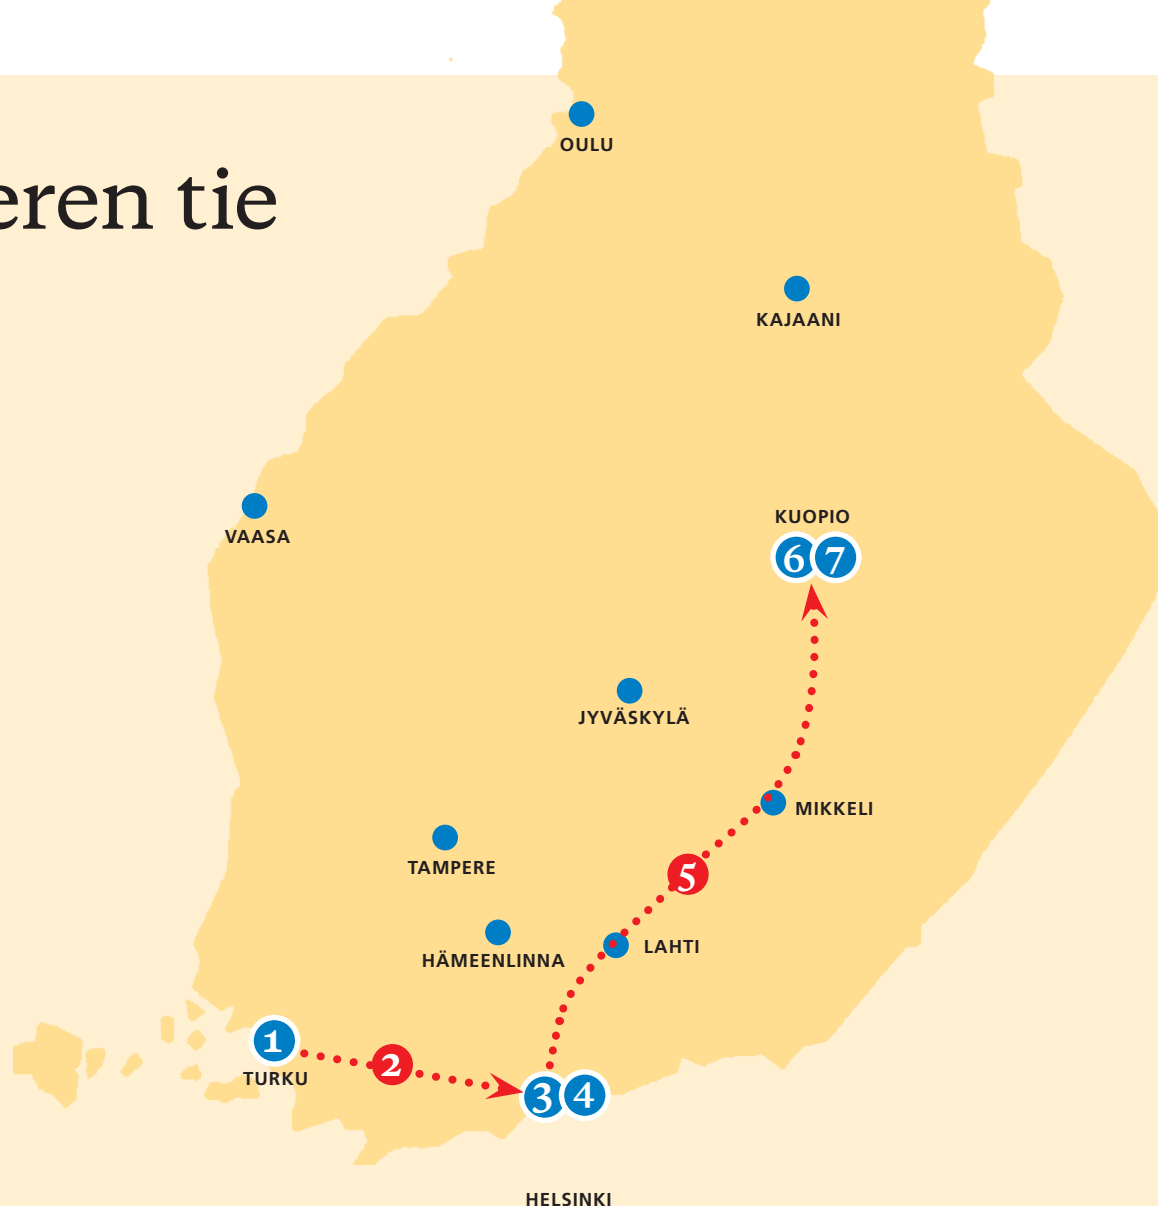 OULU
eren tie
KAJAANI
VAASA
KUOPIO
6 7
JYVÄSKYLÄ
MIKKELI
TAMPERE
5
HÄMEENLINNA
LAHTI
1
TURKU
2
3 4
HELSINKI